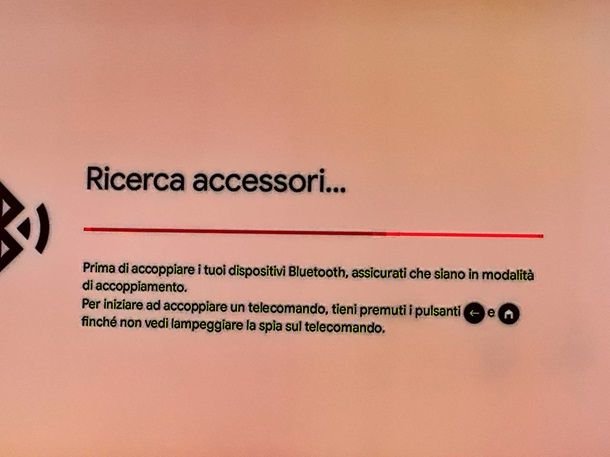 Ricerca accessori...
Prima di accoppiare i tuoi dispositivi Bluetooth, assicurati che siano in modalità
di accoppiamento.
Per iniziare ad accoppiare un telecomando, tieni premuti i pulsanti e
finché non vedi lampeggiare la spia sul telecomando.